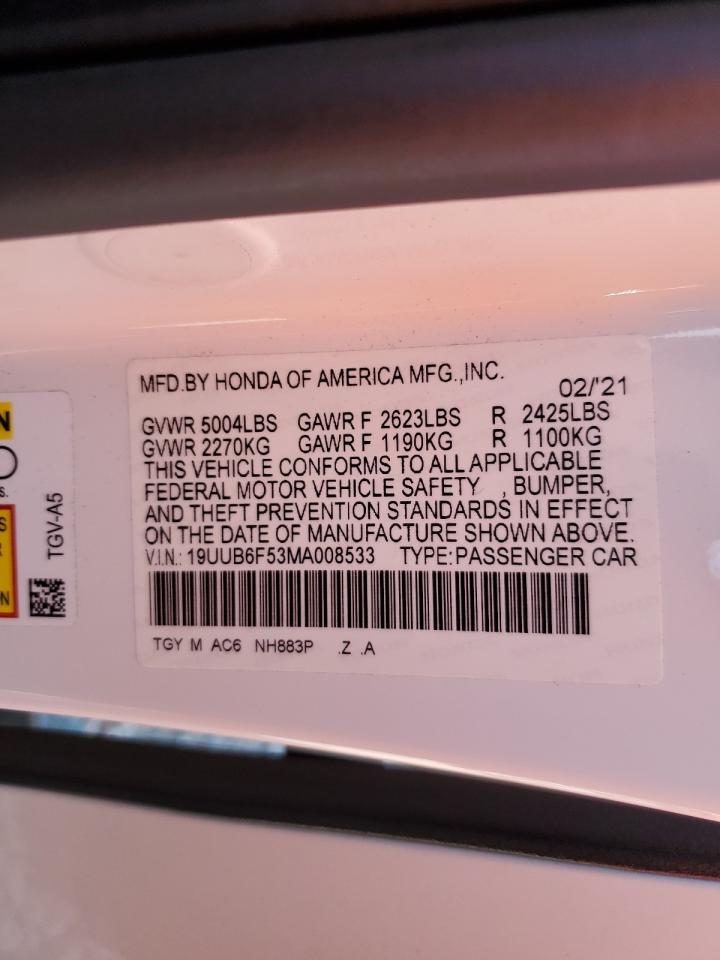 MFD.BY HONDA OF AMERICA MFG.,INC. 02/'21
GVWR 5004LBS GAWR F 2623LBS R 2425LBS
GVWR 2270KG GAWR F 1190KG R 1100KG
THIS VEHICLE CONFORMS TO ALL APPLICABLE
FEDERAL MOTOR VEHICLE SAFETY , BUMPER,
AND THEFT PREVENTION STANDARDS IN EFFECT
ON THE DATE OF MANUFACTURE SHOWN ABOVE.
V.I.N.: 19UUB6F53MA008533 TYPE:PASSENGER CAR
TGY M AC6 NH883P .Z .A
TGV-A5